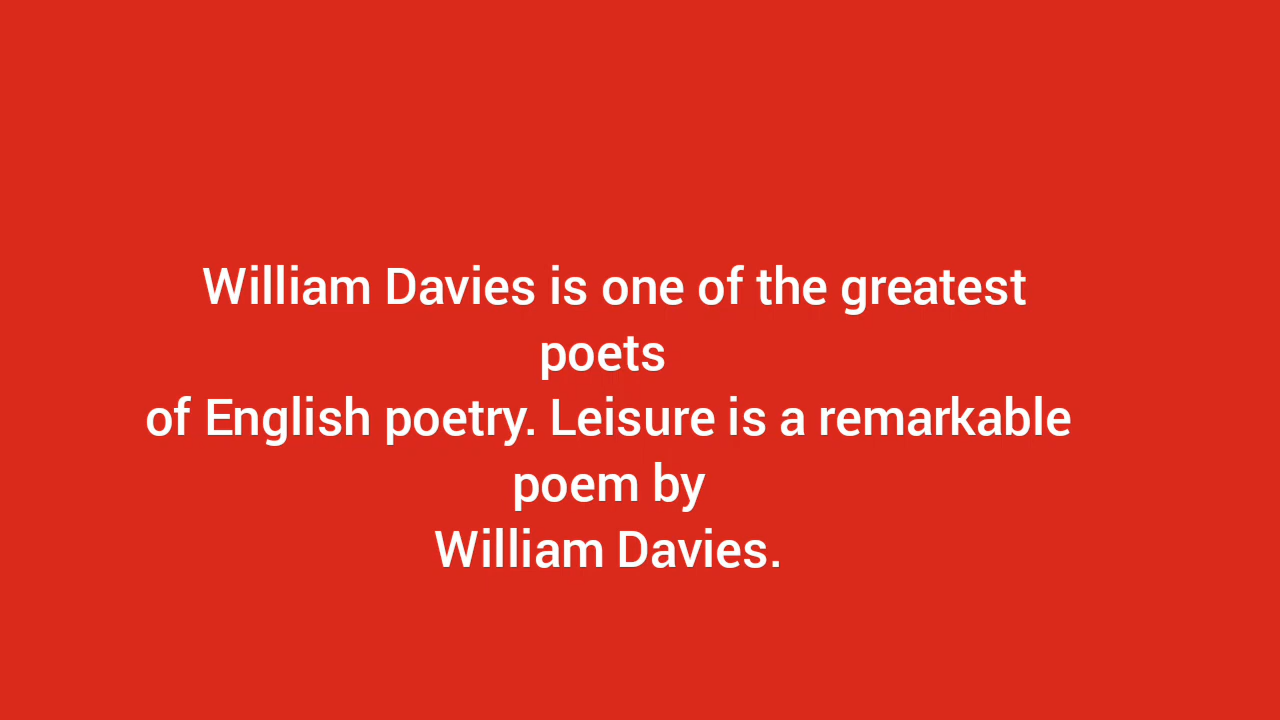 William Davies is one of the greatest
poets
of English poetry. Leisure is a remarkable
poem by
William Davies.